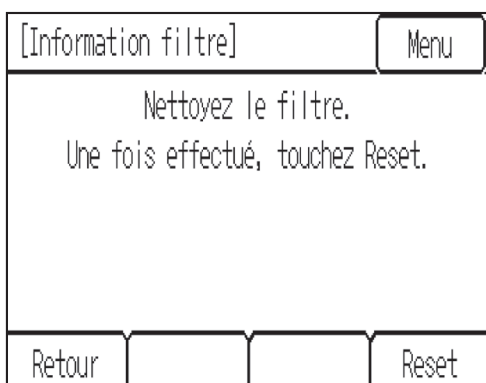 [Information filtre] Menu
Nettoyez le filtre.
Une fois effectué, touchez Reset.
Retour Reset